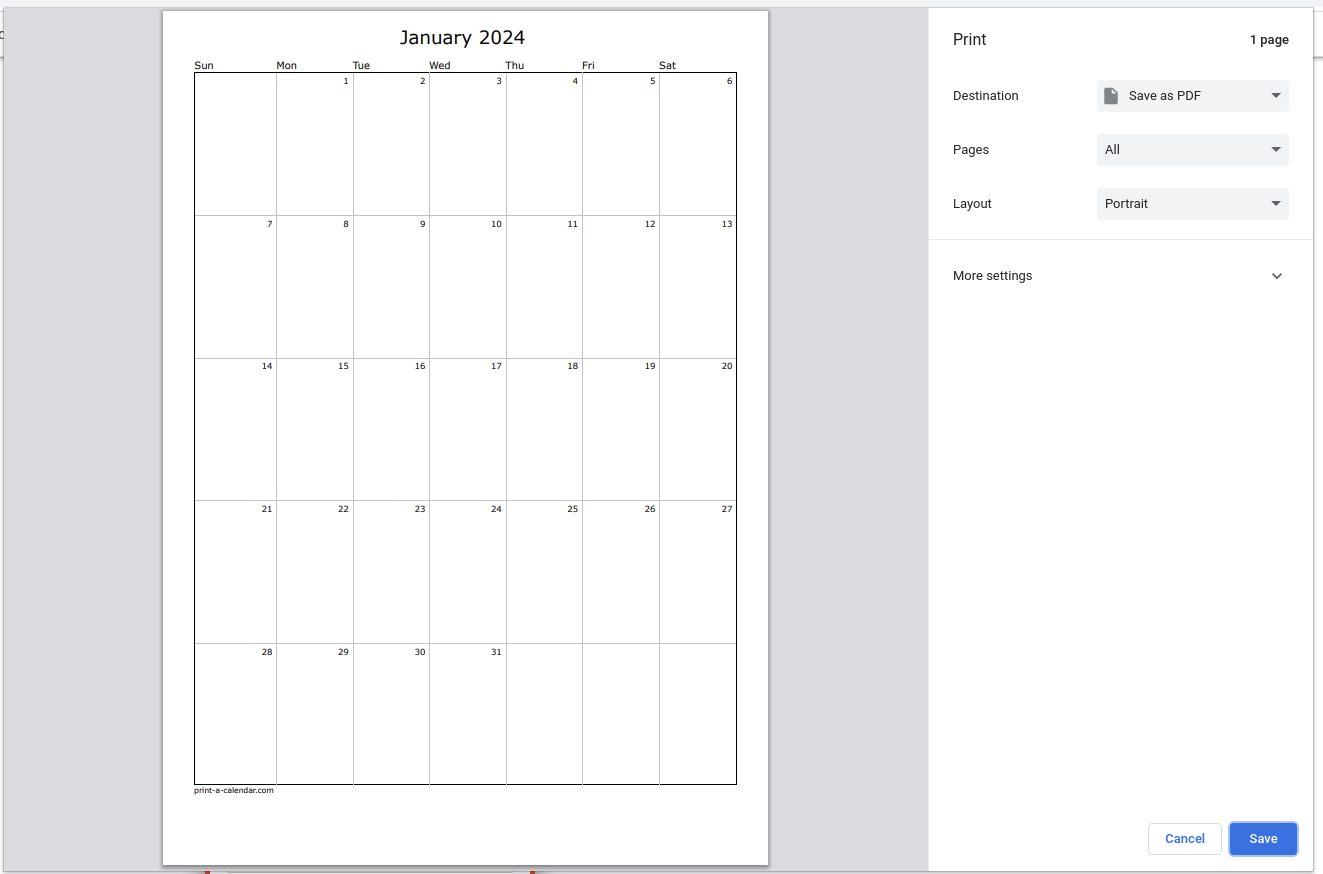 January 2024
Sun Mon Tue Wed Thu Fri Sat
1 2 3 4 5 6
7 8 9 10 11 12 13
14 15 16 17 18 19 20
21 22 23 24 25 26 27
28 29 30 31
print-a-calendar.com
Print 1 page
Destination Save as PDF
Pages All
Layout Portrait
More settings
Cancel Save